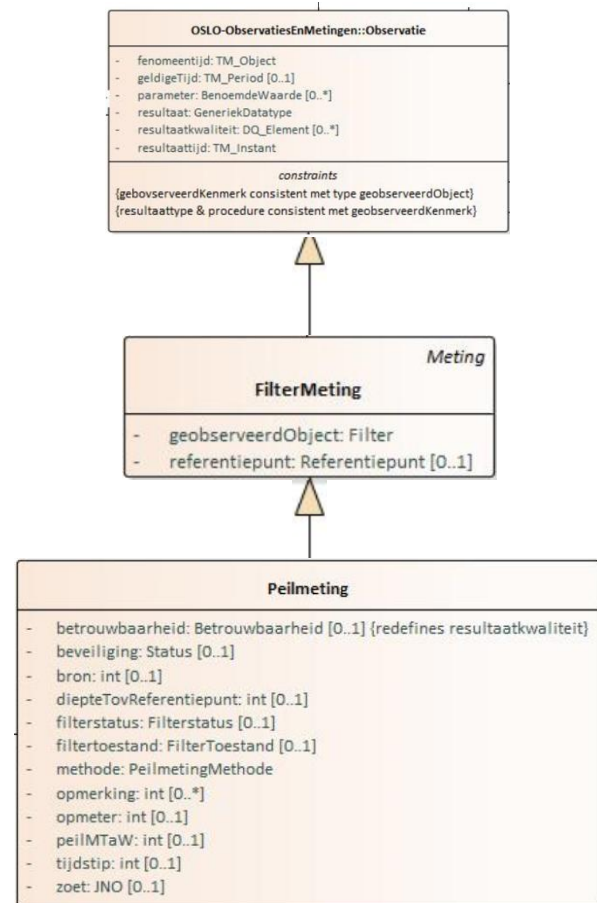 OSLO-ObservatiesEnMetingen::Observatie
- fenomeentijd: TM_Object
- geldigeTijd: TM_Period [0..1]
- parameter: BenoemdeWaarde [0..*]
- resultaat: GeneriekDatatype
- resultaatkwaliteit: DQ_Element [0..*]
- resultaattijd: TM_Instant
constraints
{gebovserveerdKenmerk consistent met type geobserveerdObject}
{resultaattype & procedure consistent met geobserveerdKenmerk}
Meting
FilterMeting
- geobserveerdObject: Filter
- referentiepunt: Referentiepunt [0..1]
Peilmeting
- betrouwbaarheid: Betrouwbaarheid [0..1] {redefines resultaatkwaliteit}
- beveiliging: Status [0..1]
- bron: int [0..1]
- diepteTovReferentiepunt: int [0..1]
- filterstatus: Filterstatus [0..1]
- filtertoestand: FilterToestand [0..1]
- methode: PeilmetingMethode
- opmerking: int [0..*]
- opmeter: int [0..1]
- peilMTaW: int [0..1]
- tijdstip: int [0..1]
- zoet: JNO [0..1]